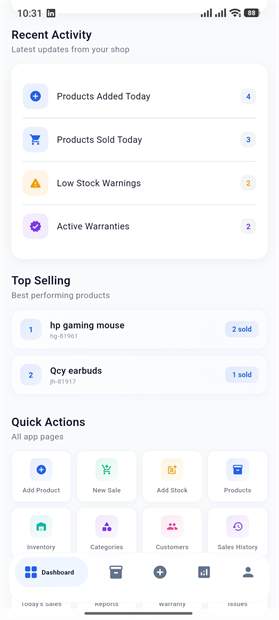 10:31
88
Recent Activity
Latest updates from your shop
Products Added Today 4
Products Sold Today 3
Low Stock Warnings 2
Active Warranties 2
Top Selling
Best performing products
1 hp gaming mouse 2 sold
hg-81961
2 Qcy earbuds 1 sold
jh-81917
Quick Actions
All app pages
Add Product New Sale Add Stock Products
Inventory Categories Customers Sales History
Dashboard
Today's Sales Reports Warranty Issues